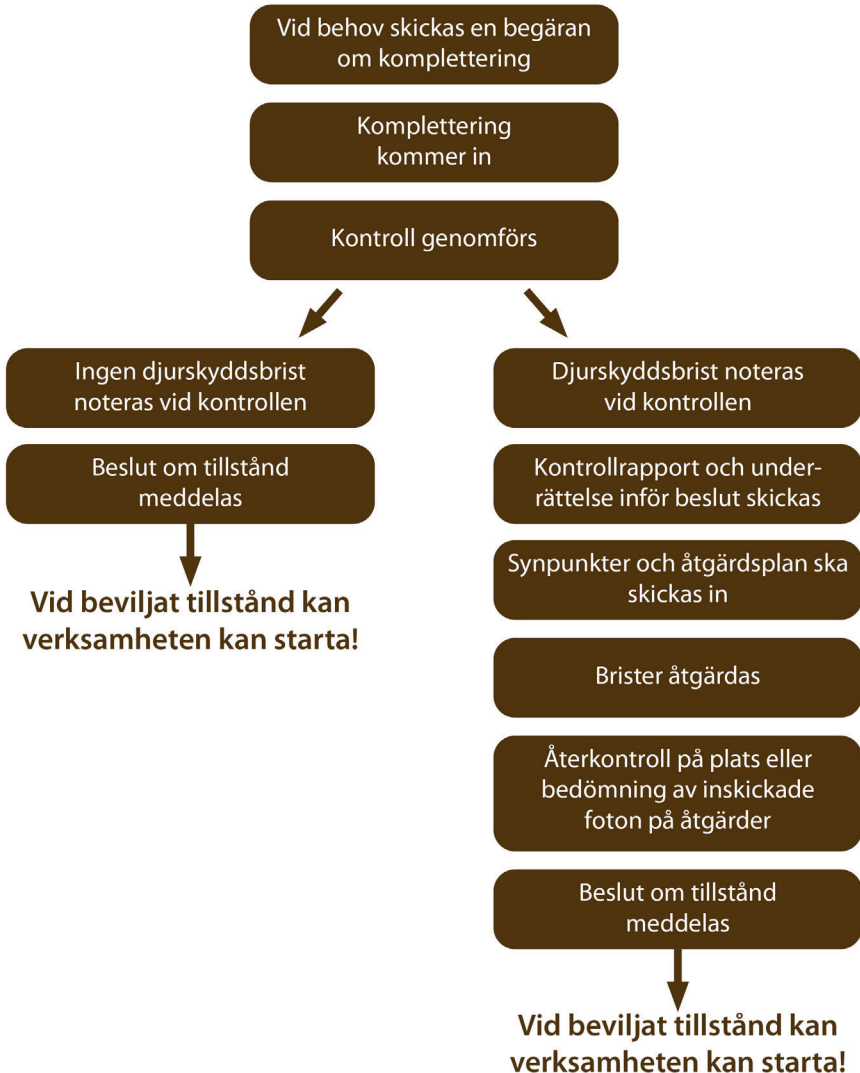 Vid behov skickas en begäran
om komplettering
Komplettering
kommer in
Kontroll genomförs
Ingen djurskyddsbrist
noteras vid kontrollen
Beslut om tillstånd
meddelas
Vid beviljat tillstånd kan
verksamheten kan starta!
Djurskyddsbrist noteras
vid kontrollen
Kontrollrapport och under-
rättelse inför beslut skickas
Synpunkter och åtgärdsplan ska
skickas in
Brister åtgärdas
Återkontroll på plats eller
bedömning av inskickade
foton på åtgärder
Beslut om tillstånd
meddelas
Vid beviljat tillstånd kan
verksamheten kan starta!